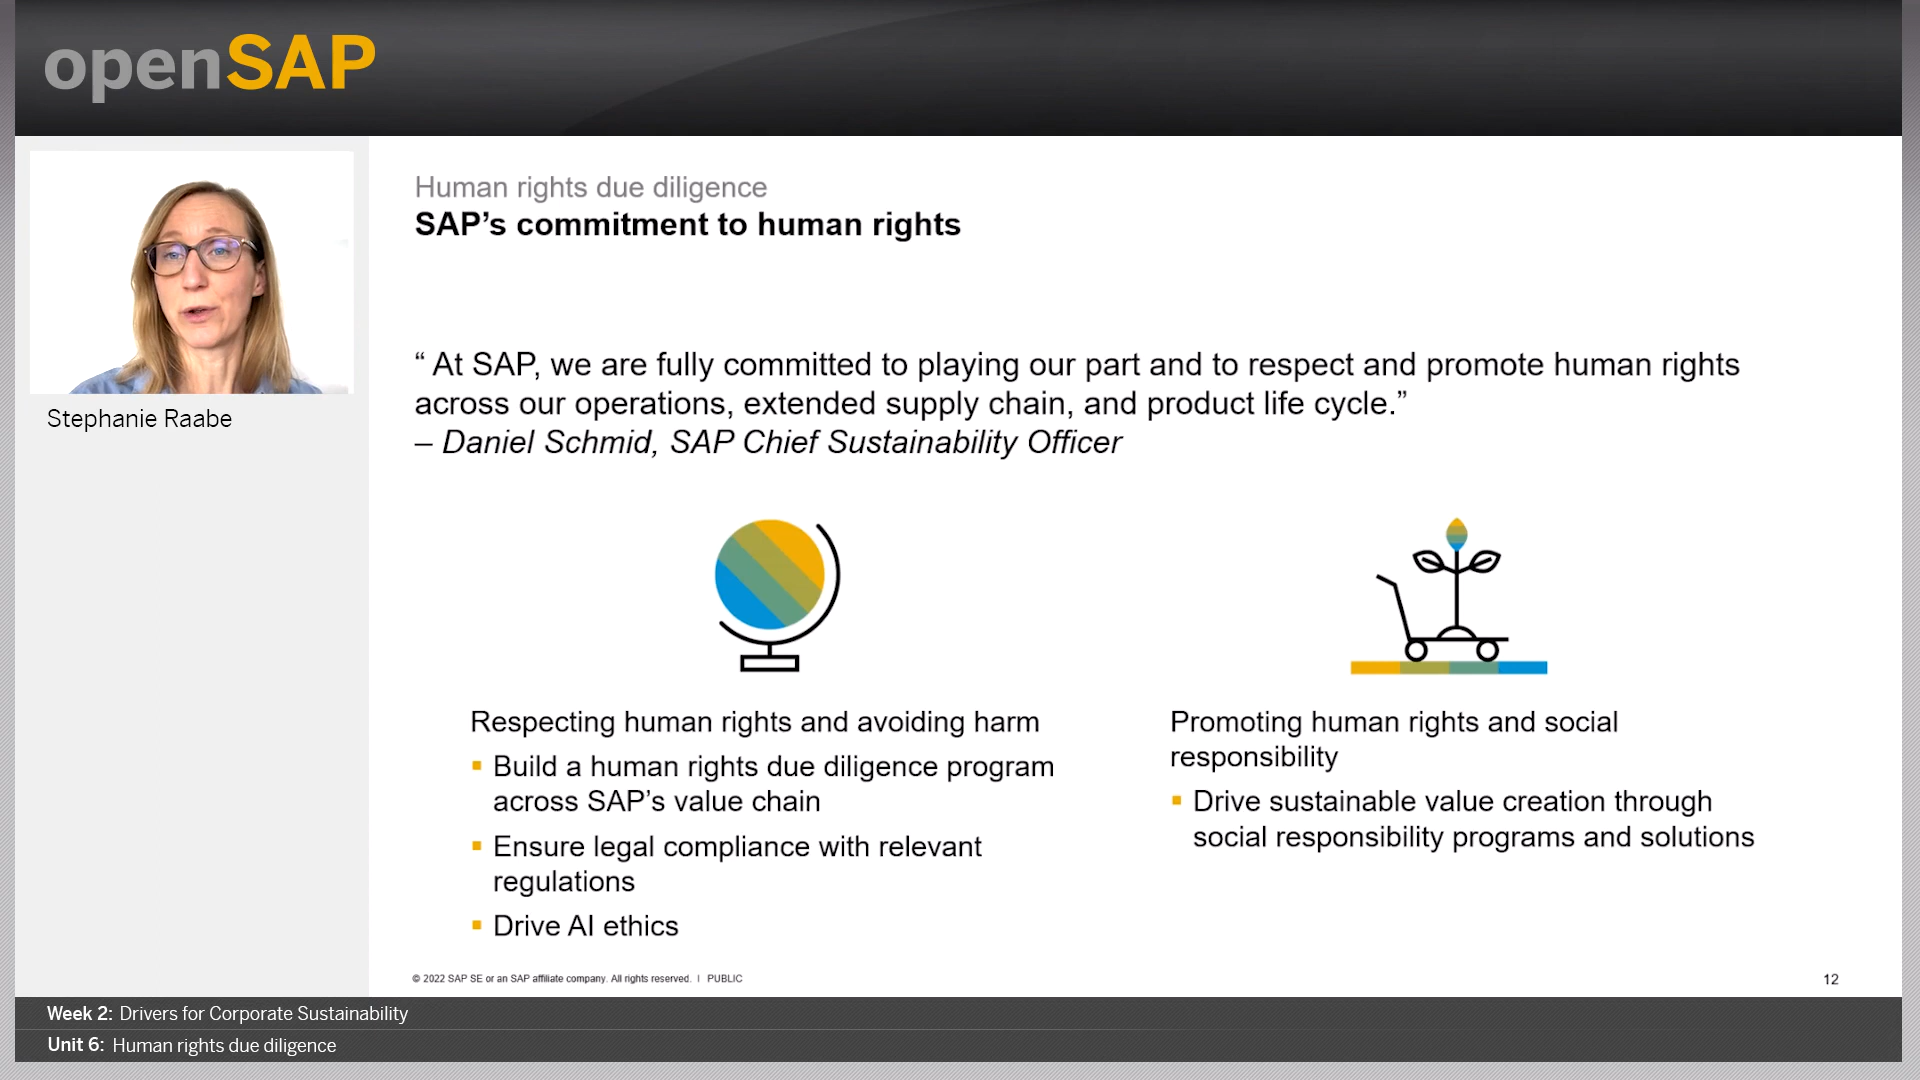 openSAP
Stephanie Raabe
Human rights due diligence
SAP’s commitment to human rights
“ At SAP, we are fully committed to playing our part and to respect and promote human rights
across our operations, extended supply chain, and product life cycle.”
– Daniel Schmid, SAP Chief Sustainability Officer
Respecting human rights and avoiding harm
▪ Build a human rights due diligence program
across SAP’s value chain
▪ Ensure legal compliance with relevant
regulations
▪ Drive AI ethics
Promoting human rights and social
responsibility
▪ Drive sustainable value creation through
social responsibility programs and solutions
© 2022 SAP SE or an SAP affiliate company. All rights reserved. | PUBLIC
12
Week 2: Drivers for Corporate Sustainability
Unit 6: Human rights due diligence